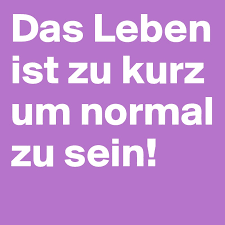 Das Leben
ist zu kurz
um normal
zu sein!